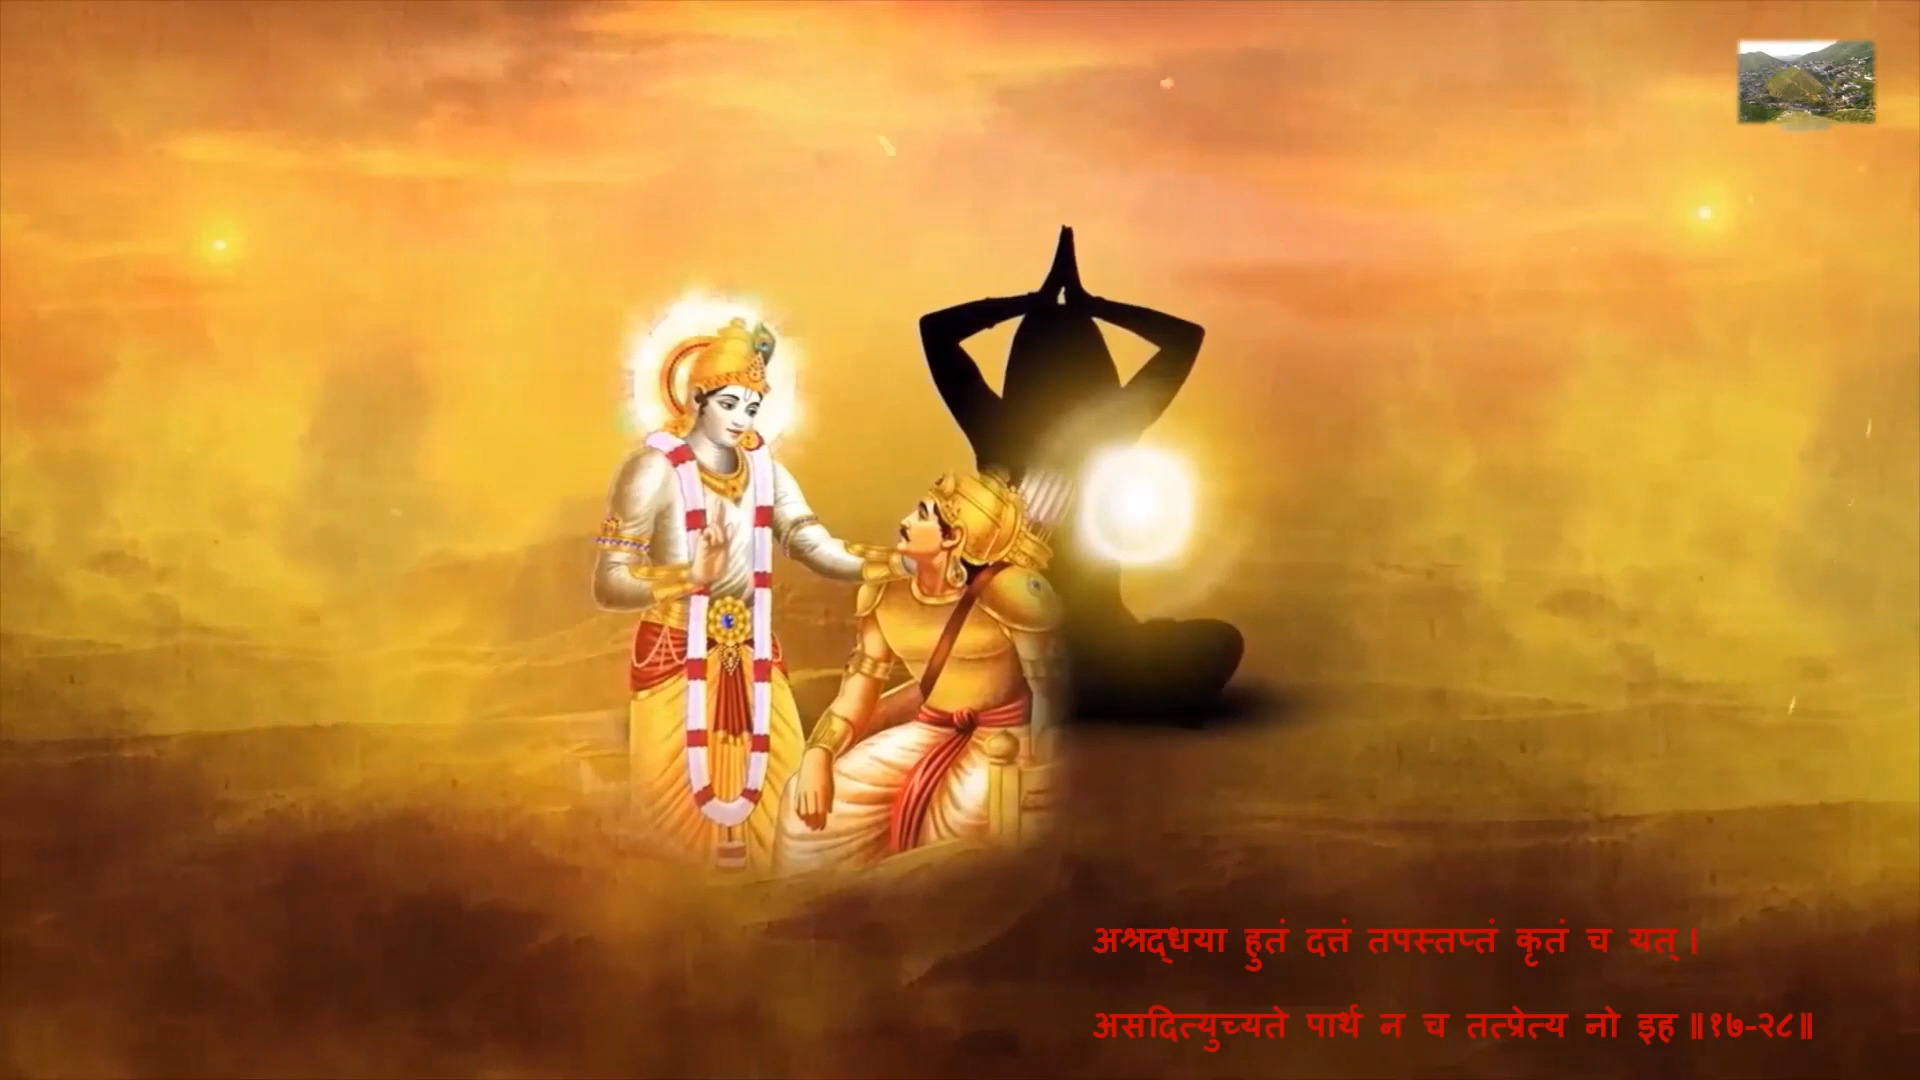 अश्रद्धया हुतं दत्तं तपस्तप्तं कृतं च यत् ।
असदित्युच्यते पार्थ न च तत्प्रेत्य नो इह ॥१७-२८॥